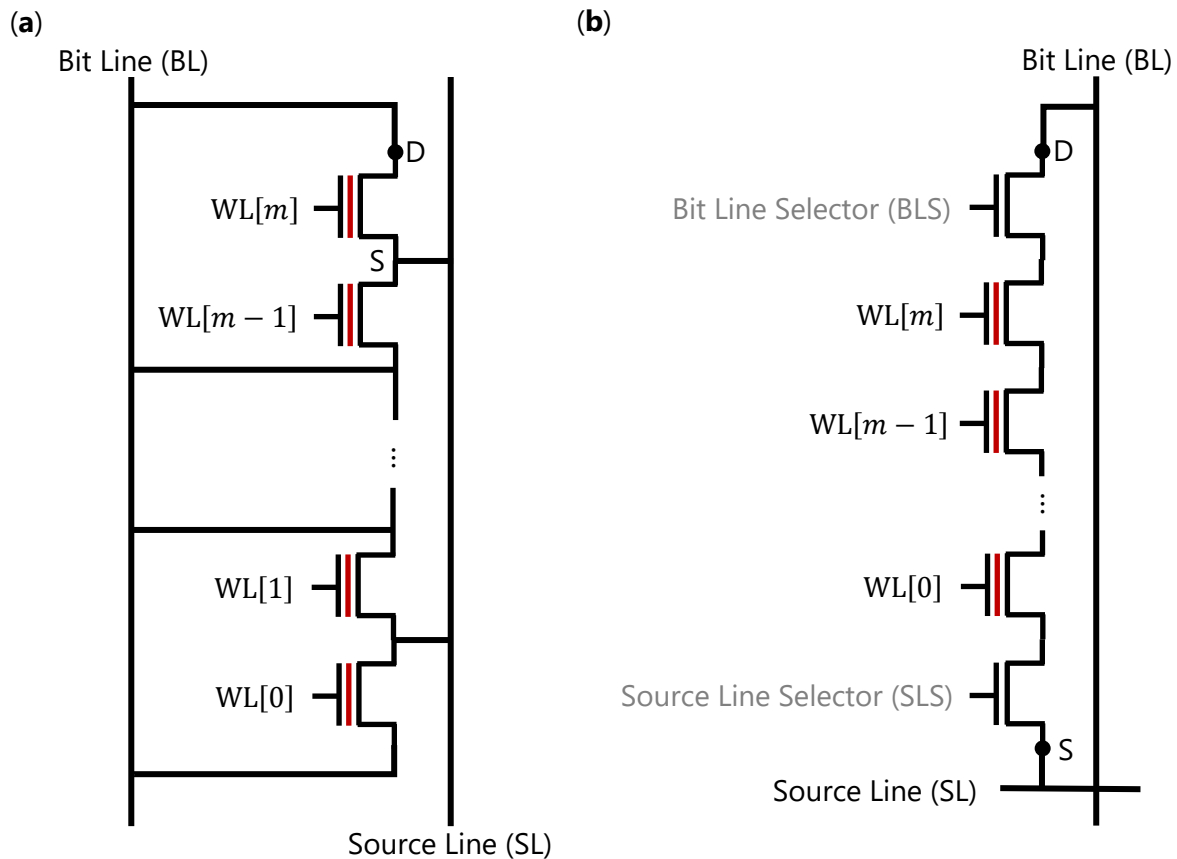 (a)
Bit Line (BL)
D
WL[m]
S
WL[m − 1]
⋮
WL[1]
WL[0]
Source Line (SL)
(b)
Bit Line (BL)
D
Bit Line Selector (BLS)
WL[m]
WL[m − 1]
⋮
WL[0]
Source Line Selector (SLS)
S
Source Line (SL)